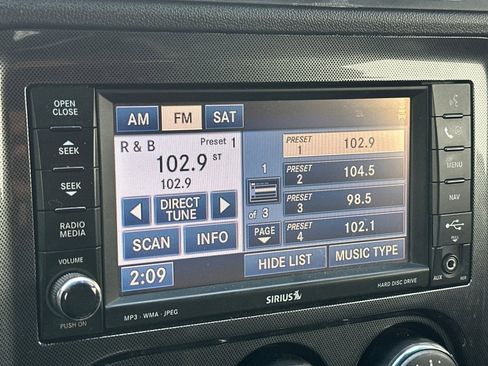 OPEN
CLOSE
SEEK
SEEK
RADIO
MEDIA
VOLUME
PUSH ON
AM FM SAT
R & B Preset 1
102.9 ST
102.9
DIRECT
TUNE
SCAN INFO
2:09
1
of 3
PAGE
PRESET
1 102.9
PRESET
2 104.5
PRESET
3 98.5
PRESET
4 102.1
HIDE LIST
MUSIC TYPE
MENU
NAV
AUX
MP3 · WMA · JPEG
SIRIUS
HARD DISC DRIVE